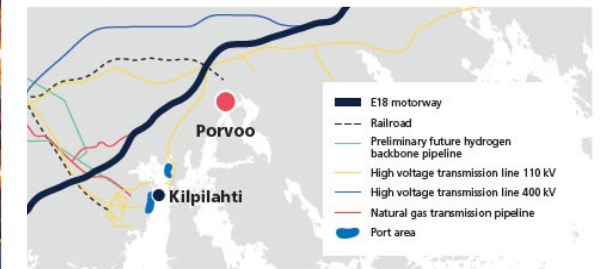 Porvoo
Kilpilahti
E18 motorway
Railroad
Preliminary future hydrogen
backbone pipeline
High voltage transmission line 110 kV
High voltage transmission line 400 kV
Natural gas transmission pipeline
Port area